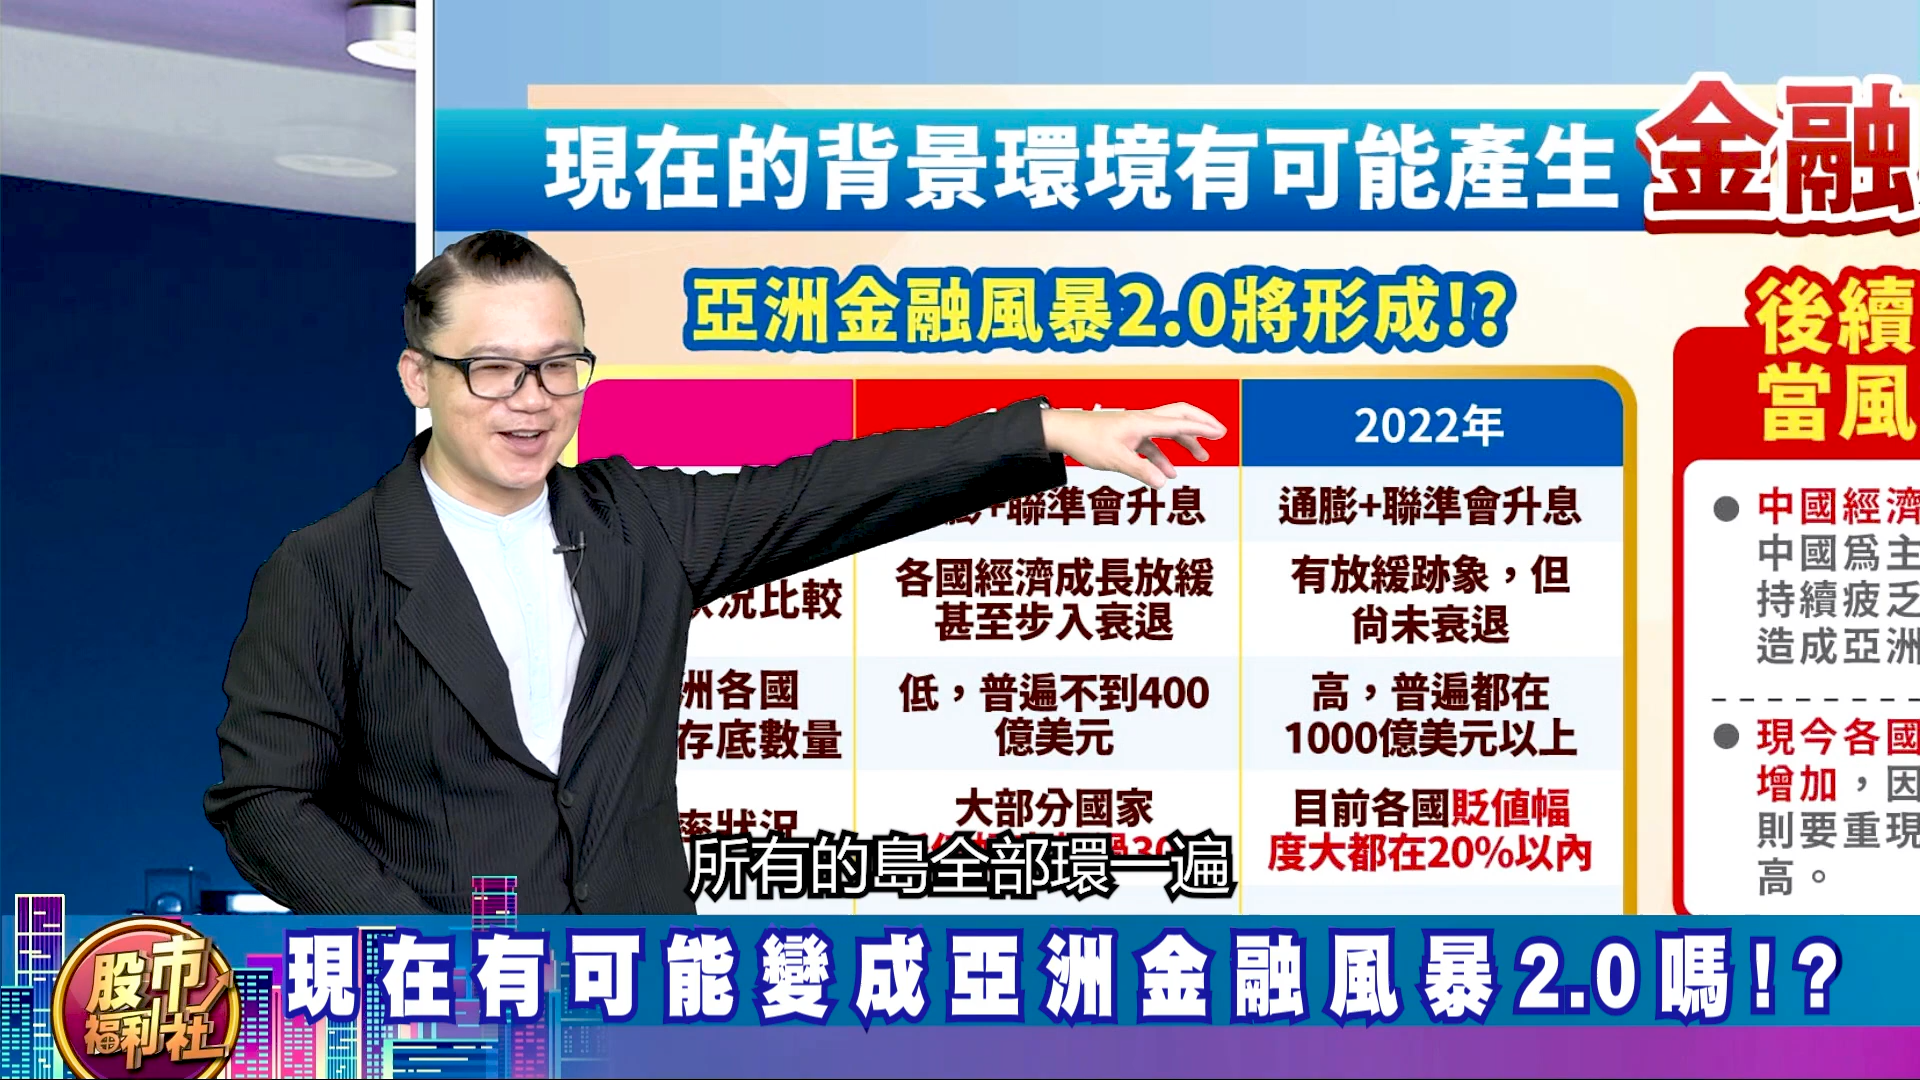 現在的背景環境有可能產生金融
亞洲金融風暴2.0將形成!?
後續
當風
年
2022年
膨+聯準會升息
通膨+聯準會升息
狀況比較
各國經濟成長放緩
甚至步入衰退
有放緩跡象，但
尚未衰退
洲各國
存底數量
低，普遍不到400
億美元
高，普遍都在
1000億美元以上
率狀況
大部分國家
目前各國貶值幅
度大都在20%以內
中國經濟
中國為主
持續疲乏
造成亞洲
現今各國
增加，因
則要重現
高。
所有的島全部環一遍
股市福利社
現在有可能變成亞洲金融風暴2.0嗎!?